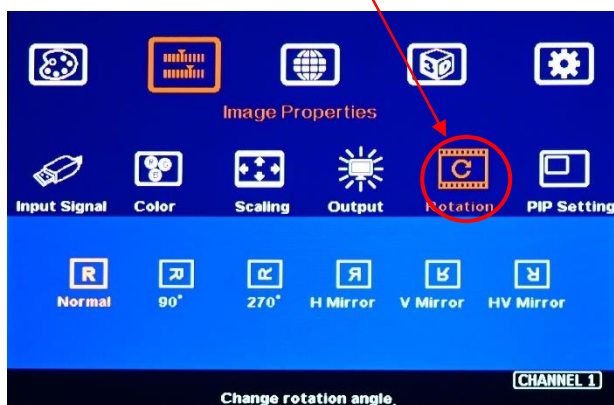 3D
Image Properties
Input Signal Color Scaling Output Rotation PIP Setting
R R R R R R
Normal 90° 270° H Mirror V Mirror HV Mirror
CHANNEL 1
Change rotation angle.